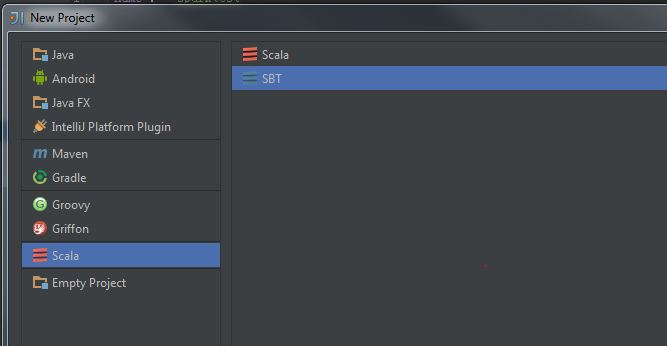 New Project
Java
Android
Java FX
IntelliJ Platform Plugin
Maven
Gradle
Groovy
Griffon
Scala
Empty Project
Scala
SBT